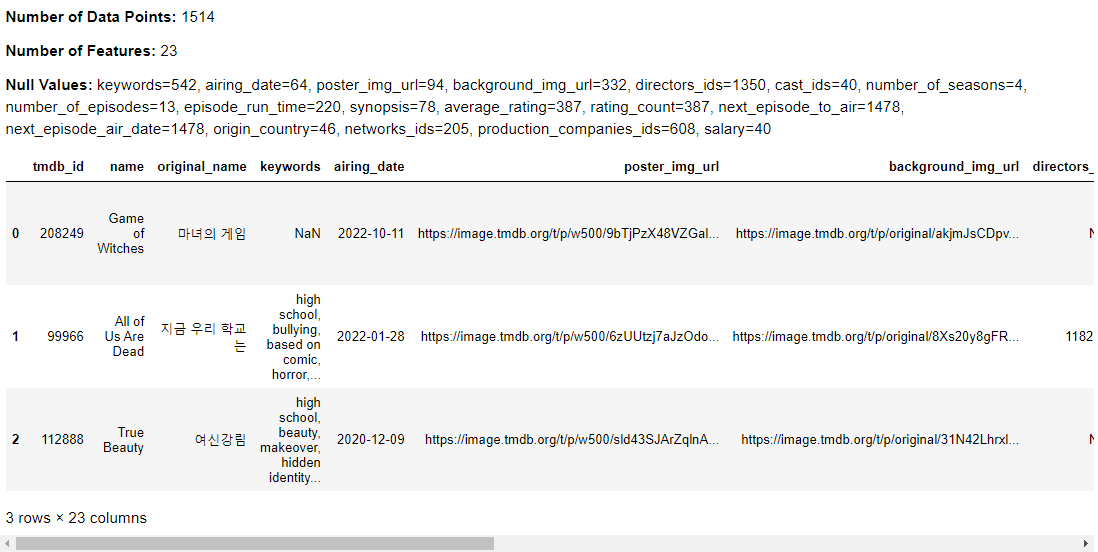 Number of Data Points: 1514
Number of Features: 23
Null Values: keywords=542, airing_date=64, poster_img_url=94, background_img_url=332, directors_ids=1350, cast_ids=40, number_of_seasons=4,
number_of_episodes=13, episode_run_time=220, synopsis=78, average_rating=387, rating_count=387, next_episode_to_air=1478,
next_episode_air_date=1478, origin_country=46, networks_ids=205, production_companies_ids=608, salary=40
tmdb_id name original_name keywords airing_date poster_img_url background_img_url directors_
Game
0 208249 of 마녀의 게임 NaN 2022-10-11 https://image.tmdb.org/t/p/w500/9bTjPzX48VZGal... https://image.tmdb.org/t/p/original/akjmJsCDpv... N
Witches
high
school,
All of bullying,
1 99966 Us Are 지금 우리 학교 based on 2022-01-28 https://image.tmdb.org/t/p/w500/6zUUtzj7aJzOdo... https://image.tmdb.org/t/p/original/8Xs20y8gFR... 1182
Dead 는 comic,
horror,...
high
school,
True beauty,
2 112888 Beauty 여신강림 makeover, 2020-12-09 https://image.tmdb.org/t/p/w500/sld43SJArZqlnA... https://image.tmdb.org/t/p/original/31N42Lhrxl... N
hidden
identity...
3 rows × 23 columns